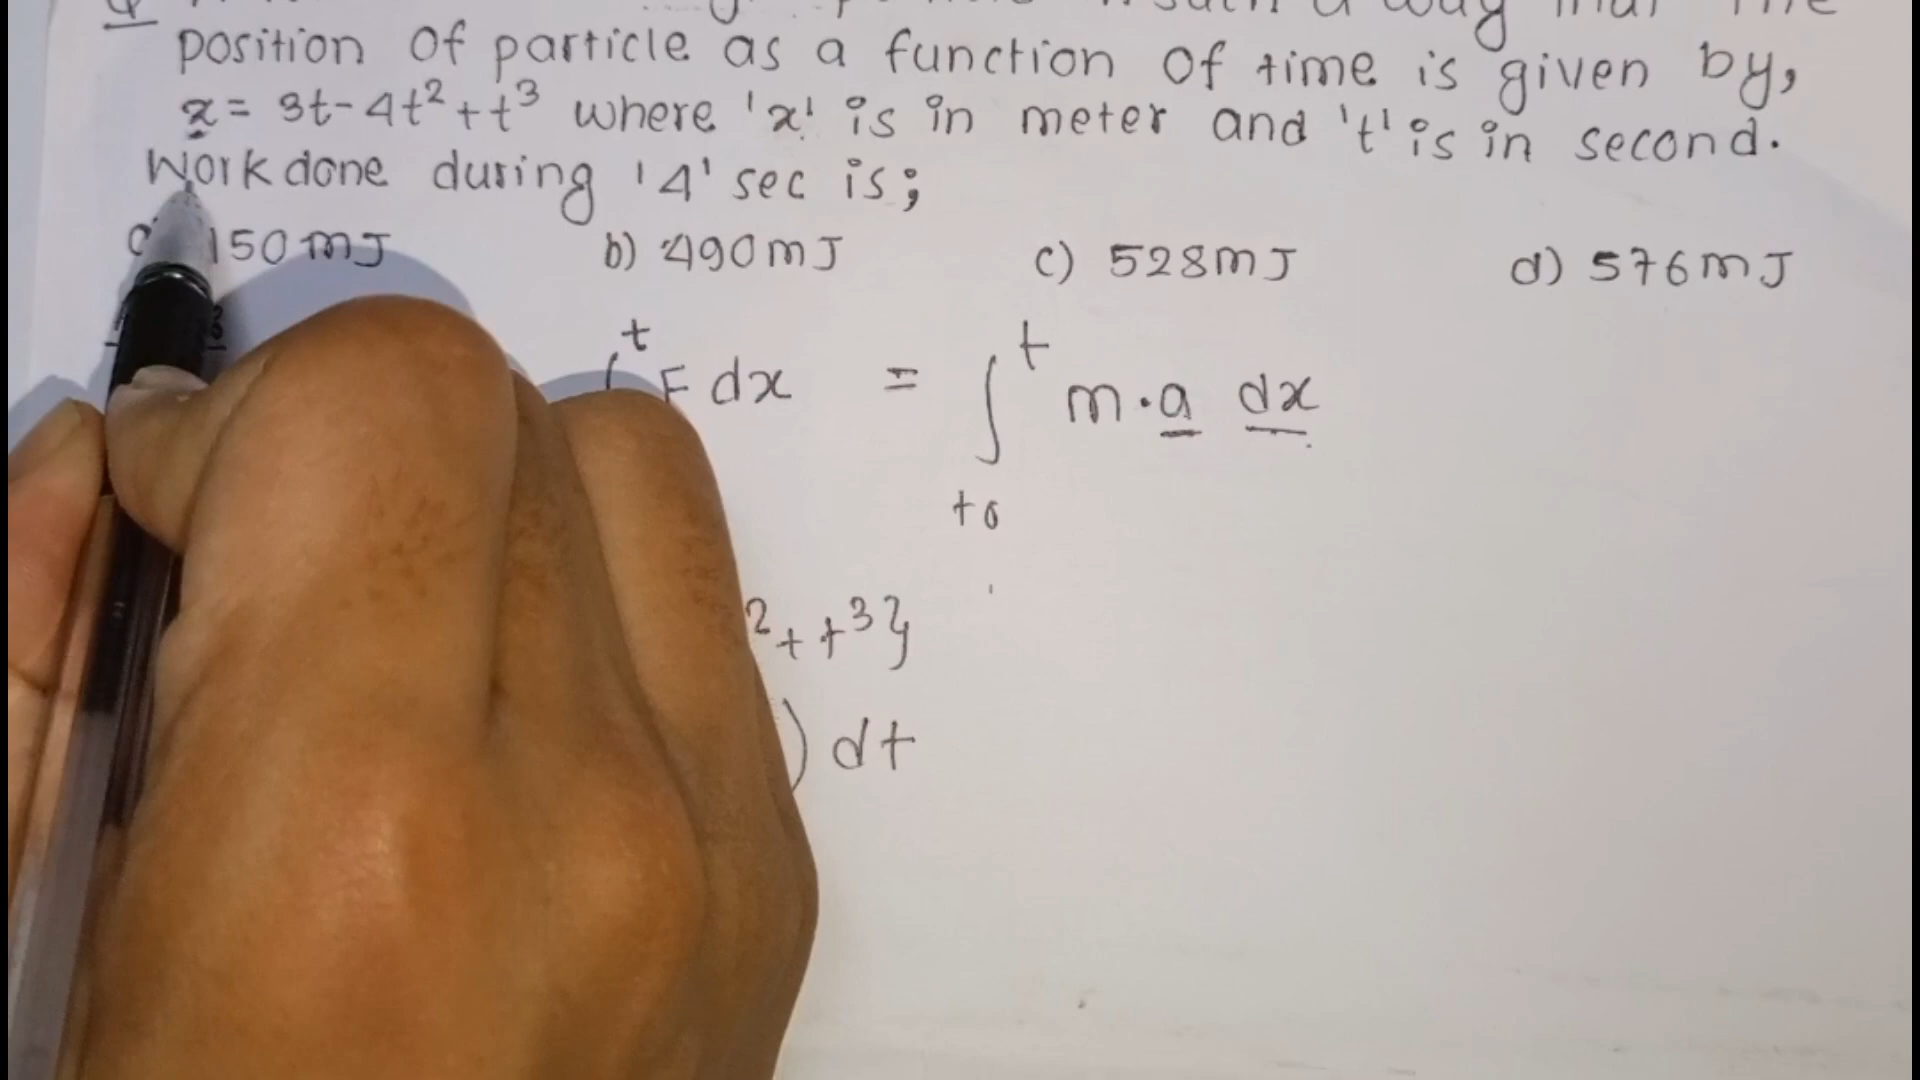 position of particle as a function of time is given by,
x = 3t - 4t² + t³ where 'x' is in meter and 't' is in second.
Work done during '4' sec is;
150mJ b) 490mJ c) 528mJ d) 576mJ
∫ᵗ F dx = ∫ᵗ m·a dx
t0
² + t³}
) dt